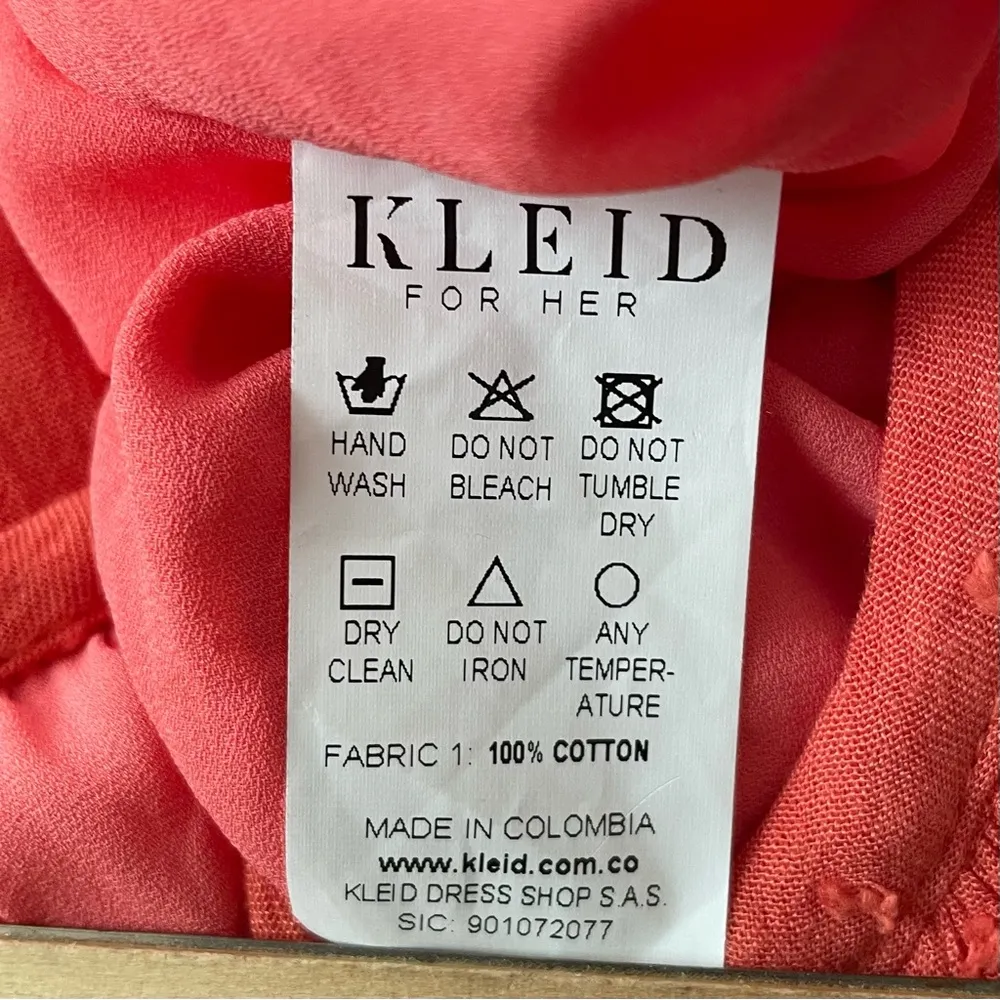 KLEID
FOR HER
HAND DO NOT DO NOT
WASH BLEACH TUMBLE
DRY
DRY DO NOT ANY
CLEAN IRON TEMPER-
ATURE
FABRIC 1: 100% COTTON
MADE IN COLOMBIA
www.kleid.com.co
KLEID DRESS SHOP S.A.S.
SIC: 901072077